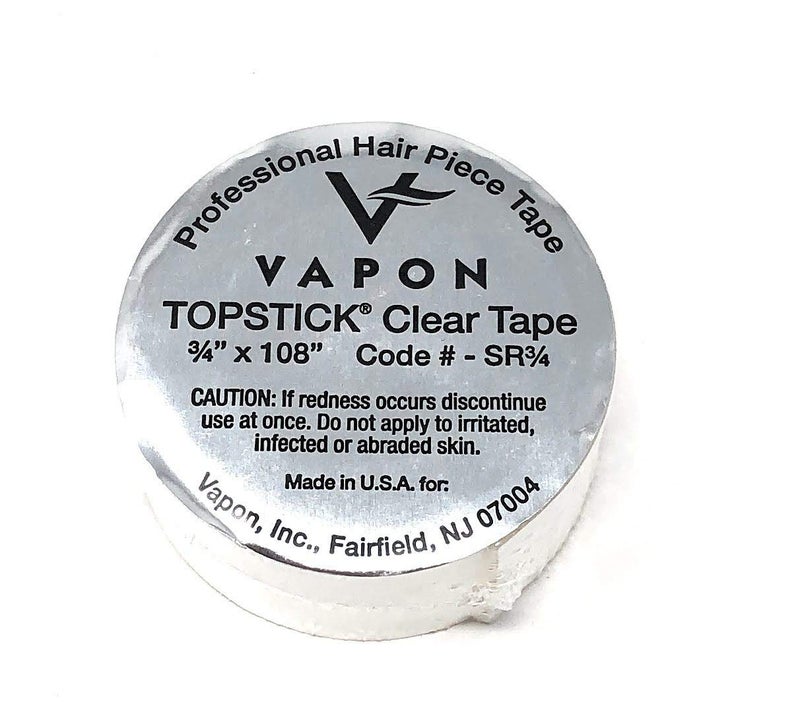 Professional Hair Piece Tape
VAPON
TOPSTICK® Clear Tape
¾" x 108" Code # - SR¾
CAUTION: If redness occurs discontinue
use at once. Do not apply to irritated,
infected or abraded skin.
Made in U.S.A. for:
Vapon, Inc., Fairfield, NJ 07004